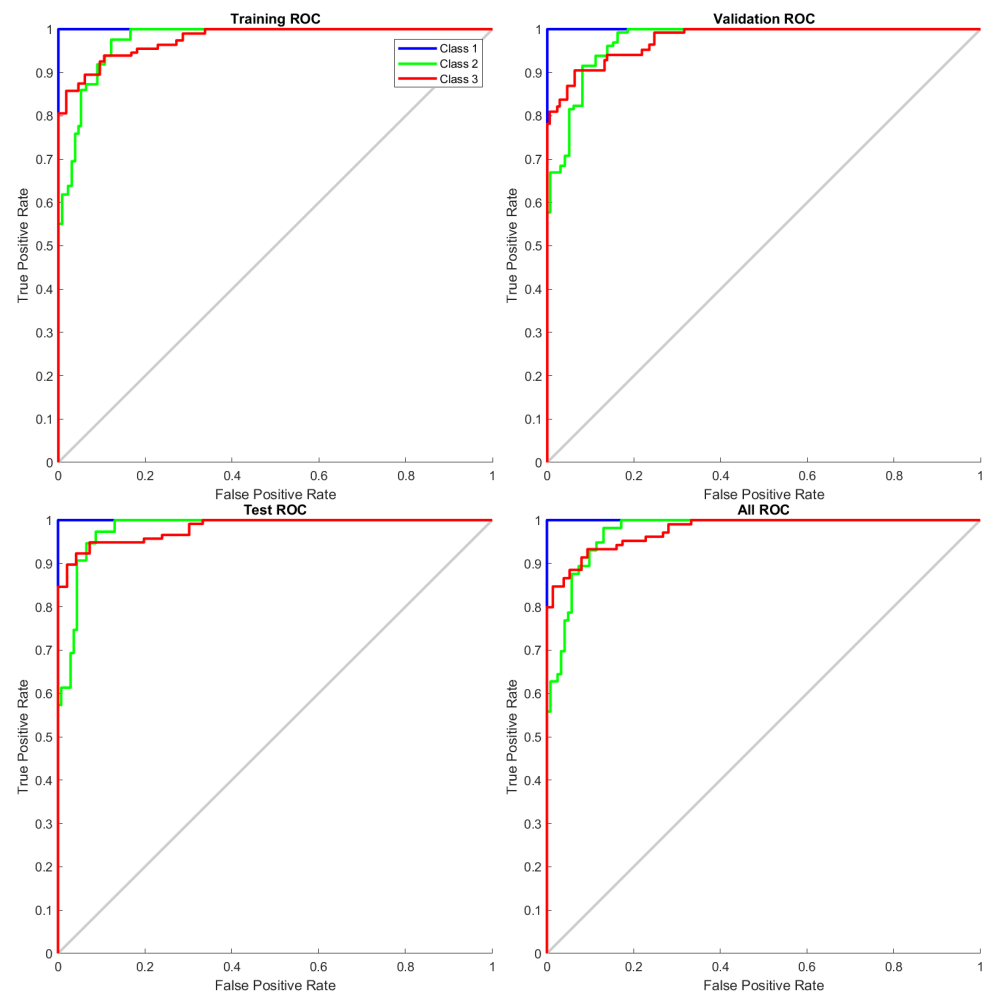 Training ROC
True Positive Rate
1
0.9
0.8
0.7
0.6
0.5
0.4
0.3
0.2
0.1
0
Class 1
Class 2
Class 3
0 0.2 0.4 0.6 0.8 1
False Positive Rate
Validation ROC
True Positive Rate
1
0.9
0.8
0.7
0.6
0.5
0.4
0.3
0.2
0.1
0
0 0.2 0.4 0.6 0.8 1
False Positive Rate
Test ROC
True Positive Rate
1
0.9
0.8
0.7
0.6
0.5
0.4
0.3
0.2
0.1
0
0 0.2 0.4 0.6 0.8 1
False Positive Rate
All ROC
True Positive Rate
1
0.9
0.8
0.7
0.6
0.5
0.4
0.3
0.2
0.1
0
0 0.2 0.4 0.6 0.8 1
False Positive Rate